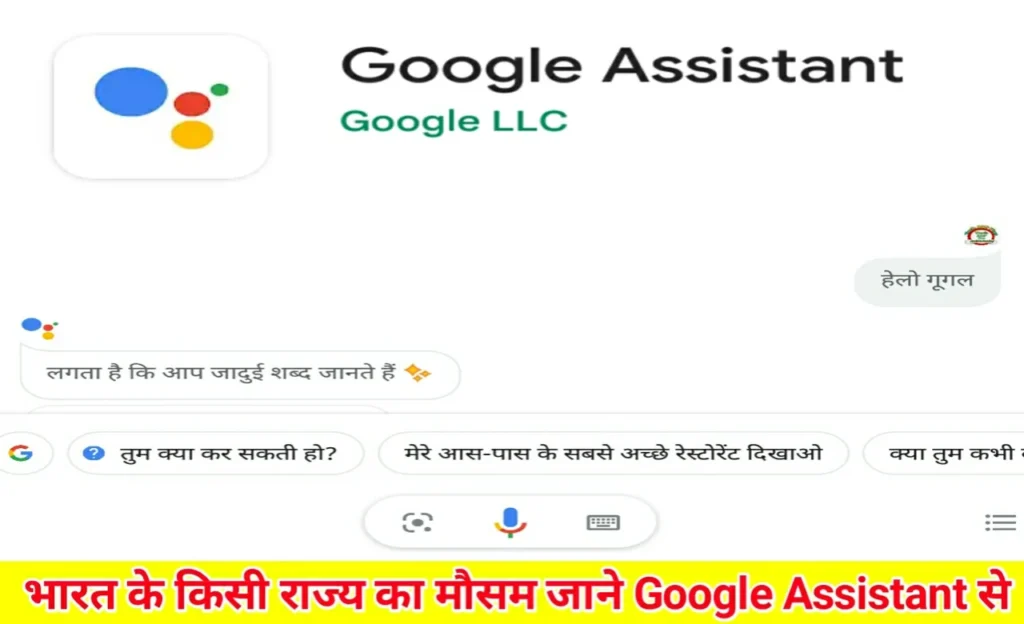 Google Assistant
Google LLC
हेलो गूगल
लगता है कि आप जादुई शब्द जानते हैं
तुम क्या कर सकती हो?
मेरे आस-पास के सबसे अच्छे रेस्टोरेंट दिखाओ
क्या तुम कभी
भारत के किसी राज्य का मौसम जाने Google Assistant से